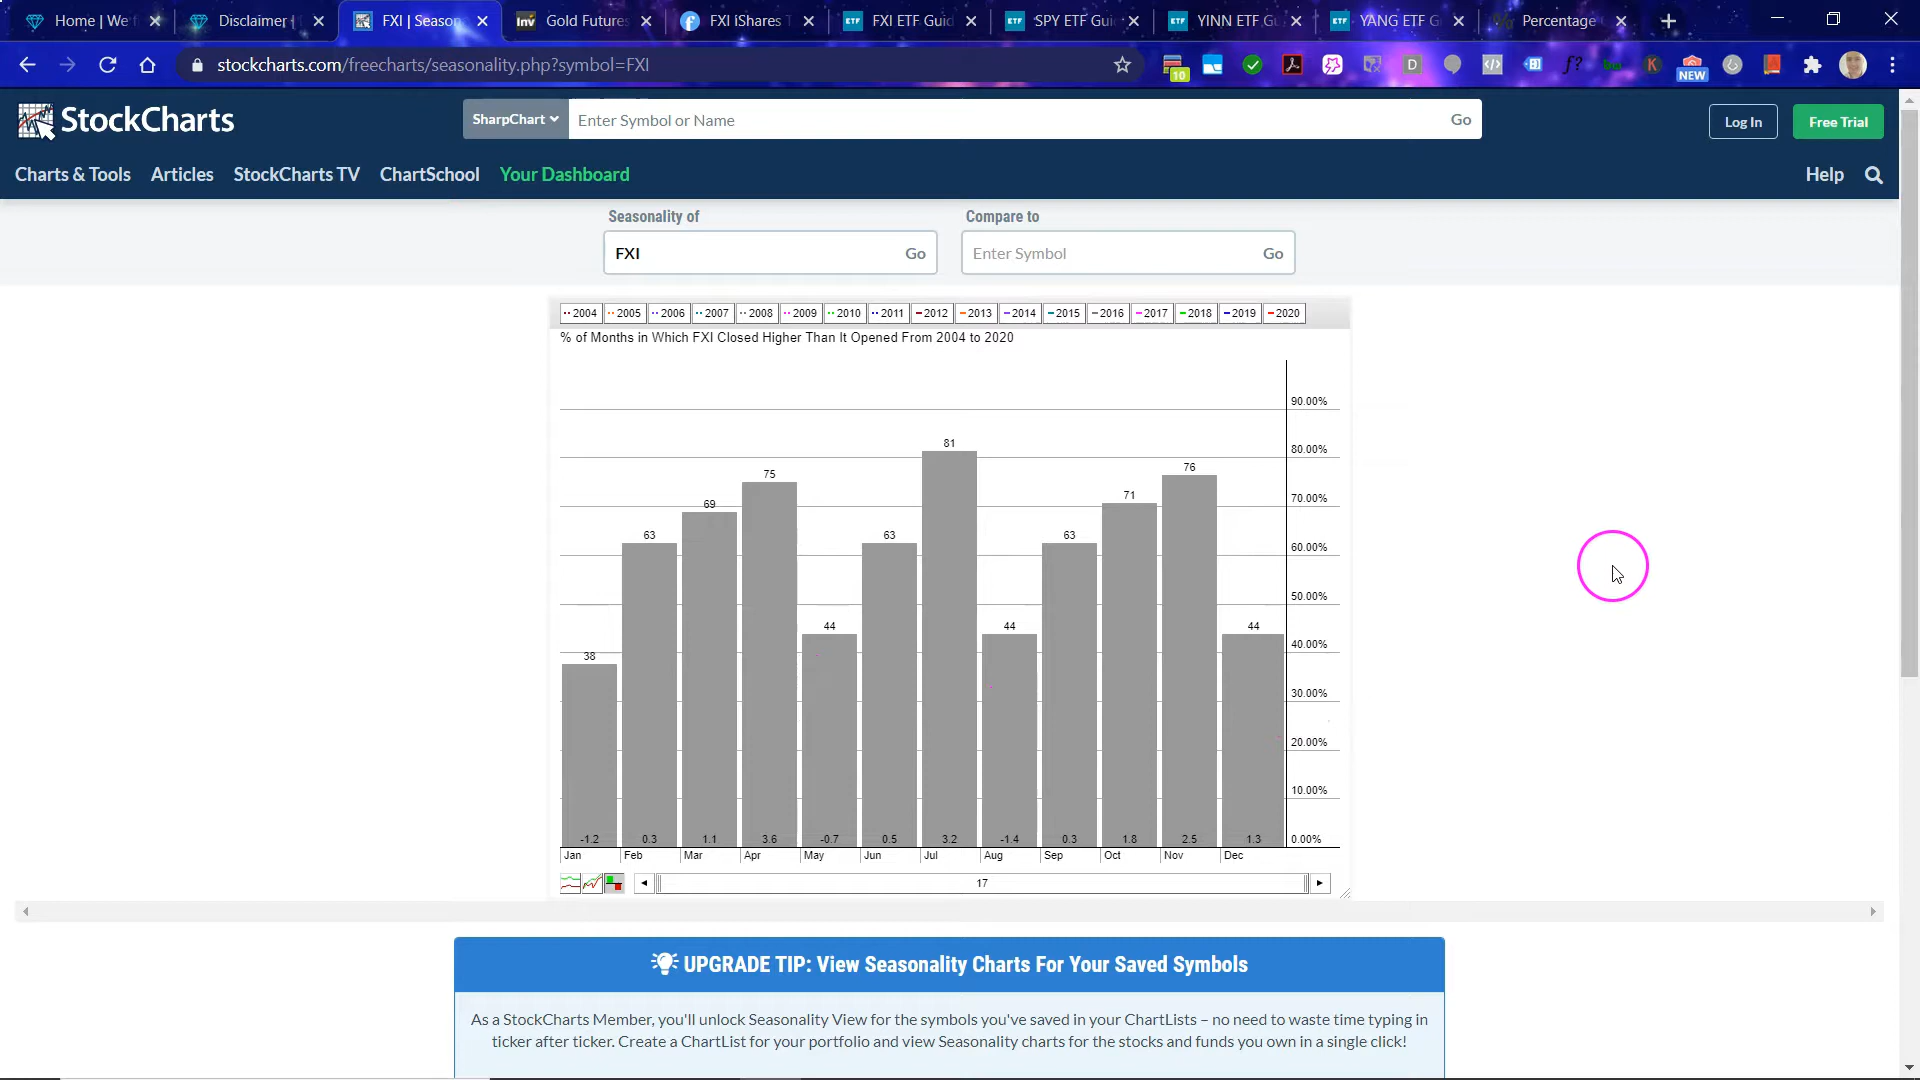 Home | We
Disclaimer |
FXI | Season
Inv Gold Futures
FXI iShares T
ETF FXI ETF Guid
ETF SPY ETF Gui
ETF YINN ETF Gu
ETF YANG ETF G
Percentage
stockcharts.com/freecharts/seasonality.php?symbol=FXI
10
D
f?
K
NEW
StockCharts
SharpChart
Enter Symbol or Name
Go
Log In
Free Trial
Charts & Tools
Articles
StockCharts TV
ChartSchool
Your Dashboard
Help
Seasonality of
Compare to
FXI
Go
Enter Symbol
Go
2004 2005 2006 2007 2008 2009 2010 2011 2012 2013 2014 2015 2016 2017 2018 2019 2020
% of Months in Which FXI Closed Higher Than It Opened From 2004 to 2020
90.00%
80.00%
70.00%
60.00%
50.00%
40.00%
30.00%
20.00%
10.00%
0.00%
38 63 69 75 44 63 81 44 63 71 76 44
-1.2 0.3 1.1 3.6 -0.7 0.5 3.2 -1.4 0.3 1.8 2.5 1.3
Jan Feb Mar Apr May Jun Jul Aug Sep Oct Nov Dec
17
UPGRADE TIP: View Seasonality Charts For Your Saved Symbols
As a StockCharts Member, you'll unlock Seasonality View for the symbols you've saved in your ChartLists – no need to waste time typing in
ticker after ticker. Create a ChartList for your portfolio and view Seasonality charts for the stocks and funds you own in a single click!